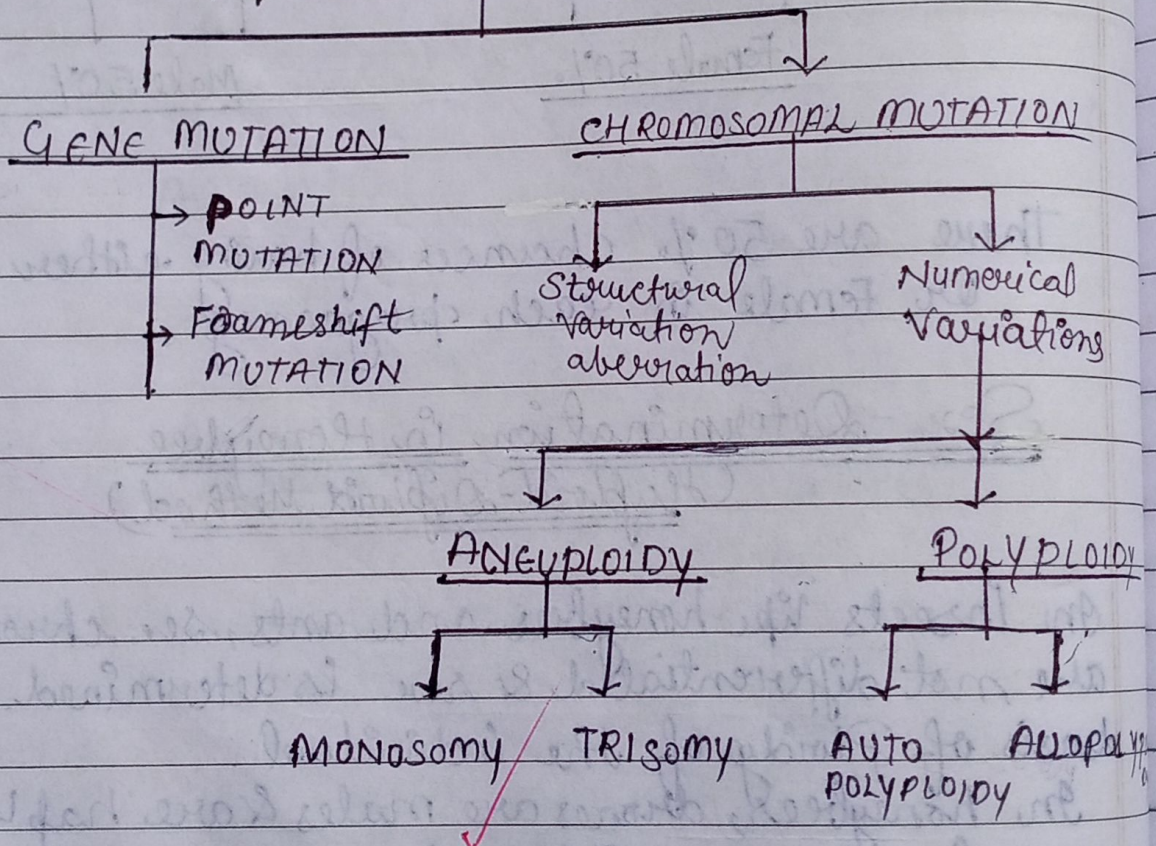 GENE MUTATION
CHROMOSOMAL MUTATION
→ POINT
MUTATION
→ Frameshift
MUTATION
Structural
Variation
aberration
Numerical
Variations
ANEUPLOIDY
POLYPLOIDY
MONOSOMY
TRISOMY
AUTO
POLYPLOIDY
ALLOPOLYP